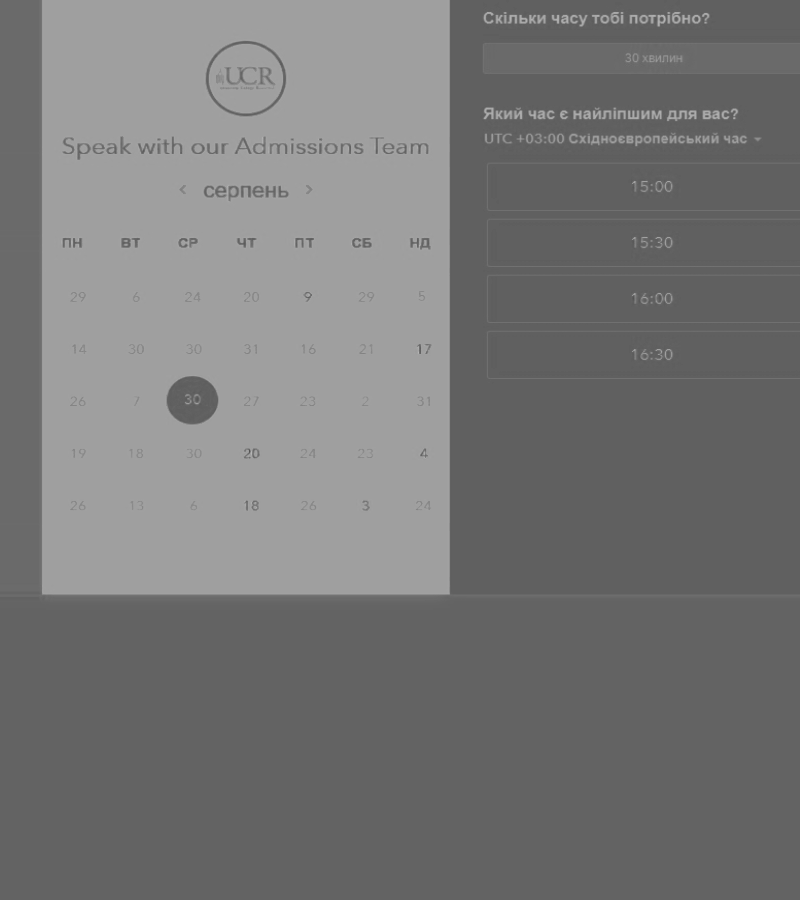 UCR
Speak with our Admissions Team
серпень
ПН ВТ СР ЧТ ПТ СБ НД
29 6 24 20 9 29 5
14 30 30 31 16 21 17
26 7 30 27 23 2 31
19 18 30 20 24 23 4
26 13 6 18 26 3 24
Скільки часу тобі потрібно?
30 хвилин
Який час є найліпшим для вас?
UTC +03:00 Східноєвропейський час
15:00
15:30
16:00
16:30